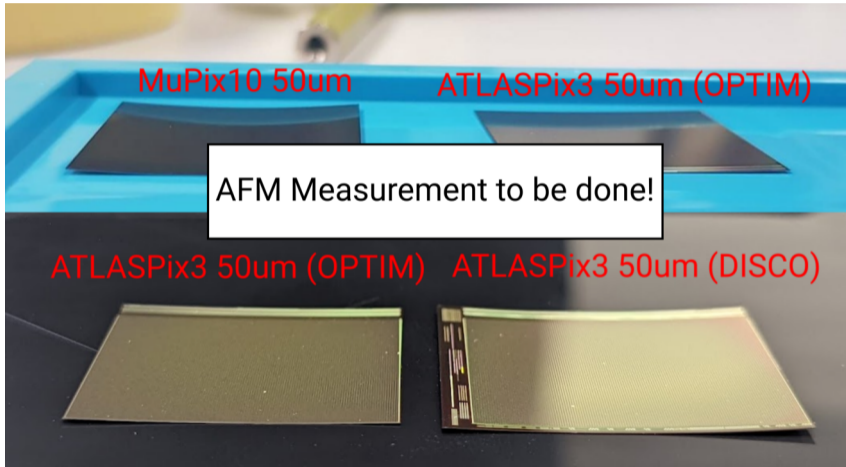 MuPix10 50um
ATLASPix3 50um (OPTIM)
AFM Measurement to be done!
ATLASPix3 50um (OPTIM)
ATLASPix3 50um (DISCO)